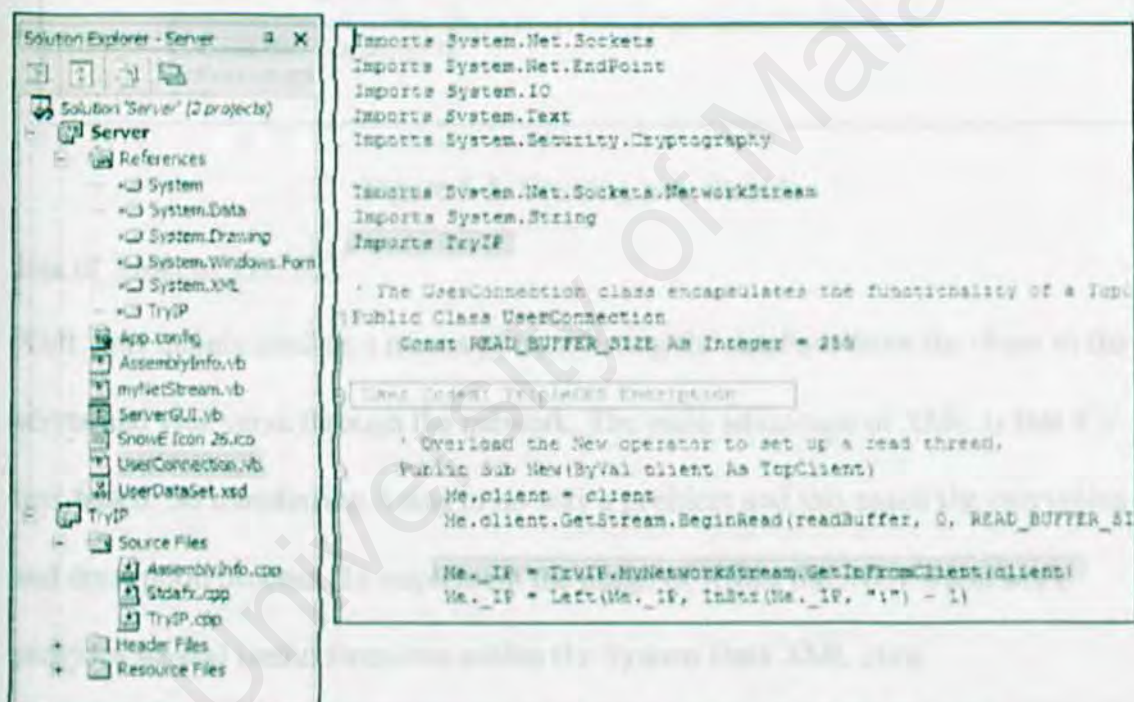 Solution Explorer - Server
Solution 'Server' (2 projects)
Server
References
System
System.Data
System.Drawing
System.Windows.Form
System.XML
TryIP
App.config
AssemblyInfo.vb
myNetStream.vb
ServerGUI.vb
SnowE Icon 26.ico
UserConnection.vb
UserDataSet.xsd
TryIP
Source Files
AssemblyInfo.cpp
Stdafx.cpp
TryIP.cpp
Header Files
Resource Files
Imports System.Net.Sockets
Imports System.Net.EndPoint
Imports System.IO
Imports System.Text
Imports System.Security.Cryptography
Imports System.Net.Sockets.NetworkStream
Imports System.String
Imports TryIP
' The UserConnection class encapsulates the functionality of a
Public Class UserConnection
Const READ_BUFFER_SIZE As Integer = 255
TripleDES Encryption
' Overload the New operator to set up a read thread.
Public Sub New(ByVal client As TcpClient)
Me.client = client
Me.client.GetStream.BeginRead(readBuffer, 0, READ_BUFFER_SI
Me._IP = TryIP.MyNetworkStream.GetIpFromClient(client)
Me._IP = Left(Me._IP, InStr(Me._IP, ":") - 1)
University of Mala